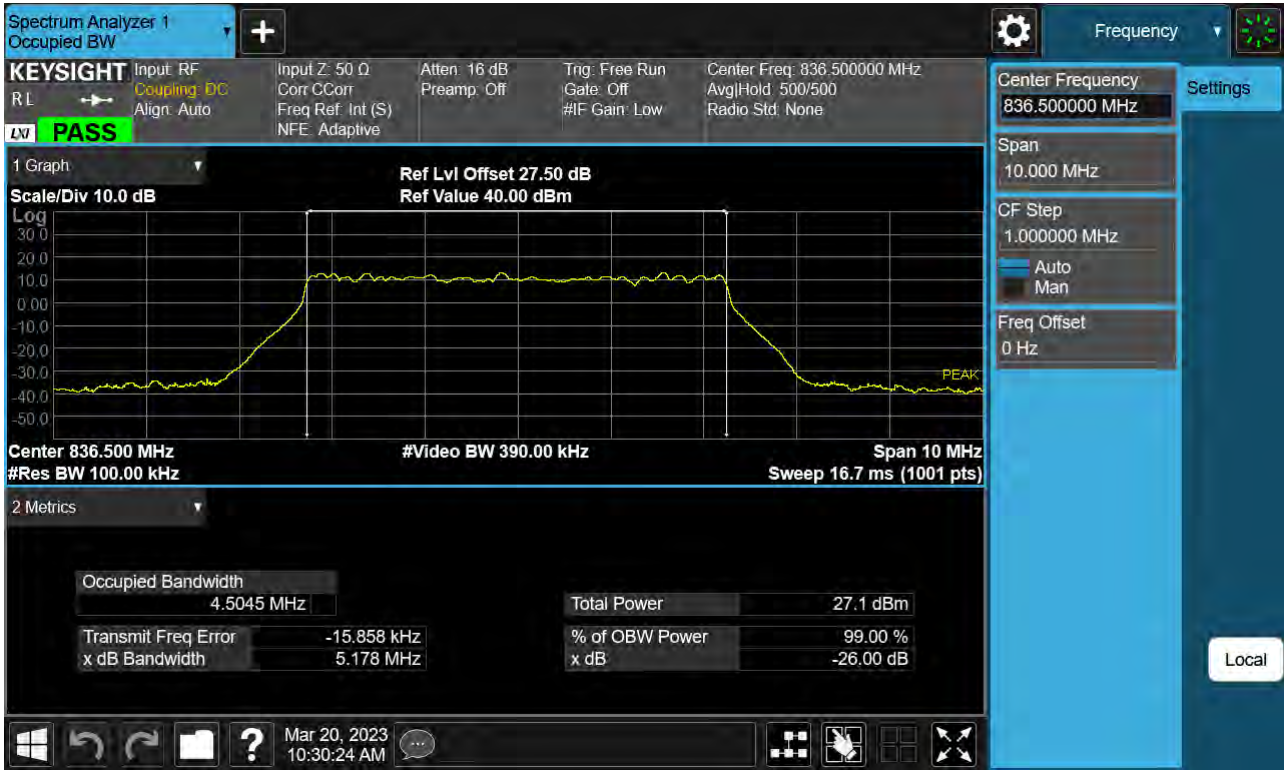 Spectrum Analyzer 1
Occupied BW
+
Frequency
KEYSIGHT
RL
LXI
PASS
Input: RF
Coupling: DC
Align: Auto
Input Z: 50 Ω
Corr CCorr
Freq Ref: Int (S)
NFE: Adaptive
Atten: 16 dB
Preamp: Off
Trig: Free Run
Gate: Off
#IF Gain: Low
Center Freq: 836.500000 MHz
Avg|Hold: 500/500
Radio Std: None
Center Frequency
836.500000 MHz
Settings
Span
10.000 MHz
CF Step
1.000000 MHz
Auto
Man
Freq Offset
0 Hz
1 Graph
Scale/Div 10.0 dB
Ref Lvl Offset 27.50 dB
Ref Value 40.00 dBm
Log
30.0
20.0
10.0
0.00
-10.0
-20.0
-30.0
-40.0
-50.0
PEAK
Center 836.500 MHz
#Video BW 390.00 kHz
Span 10 MHz
#Res BW 100.00 kHz
Sweep 16.7 ms (1001 pts)
2 Metrics
Occupied Bandwidth
4.5045 MHz
Total Power 27.1 dBm
Transmit Freq Error -15.858 kHz
% of OBW Power 99.00 %
x dB Bandwidth 5.178 MHz
x dB -26.00 dB
Local
?
Mar 20, 2023
10:30:24 AM